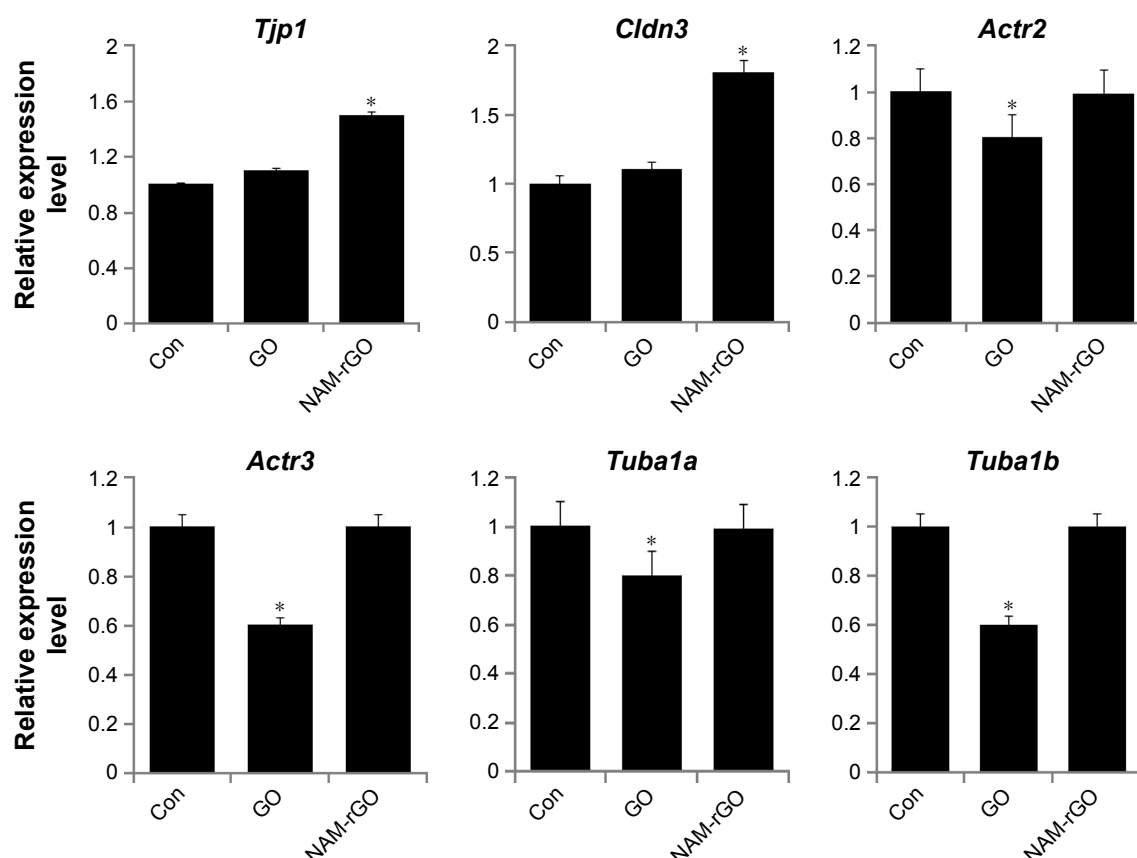 Tjp1
Cldn3
Actr2
Relative expression
level
2
1.6
1.2
0.8
0.4
0
*
Con
GO
NAM-rGO
2
1.5
1
0.5
0
*
Con
GO
NAM-rGO
1.2
1
0.8
0.6
0.4
0.2
0
*
Con
GO
NAM-rGO
Actr3
Tuba1a
Tuba1b
Relative expression
level
1.2
1
0.8
0.6
0.4
0.2
0
*
Con
GO
NAM-rGO
1.2
1
0.8
0.6
0.4
0.2
0
*
Con
GO
NAM-rGO
1.2
1
0.8
0.6
0.4
0.2
0
*
Con
GO
NAM-rGO